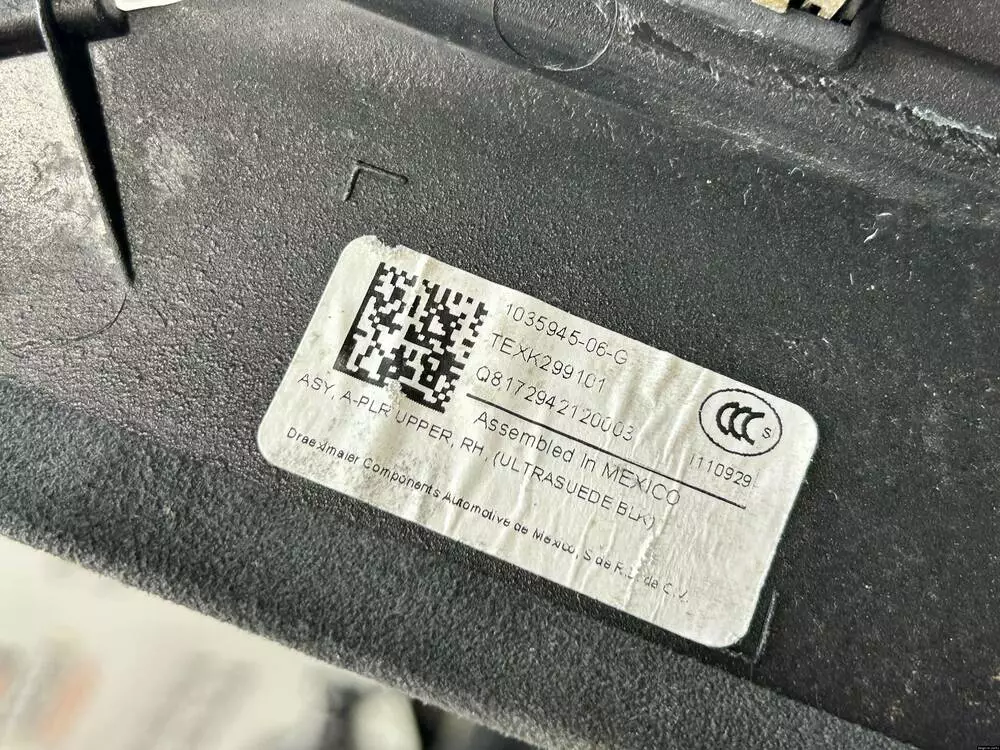 1035945-06-G
TEXK299101
Q8172942120003
Assembled in MEXICO
CCC S
I110929
ASY, A-PLR UPPER, RH, (ULTRASUEDE BLK)
Draexlmaier Components Automotive de Mexico, S de R.L. de C.V.